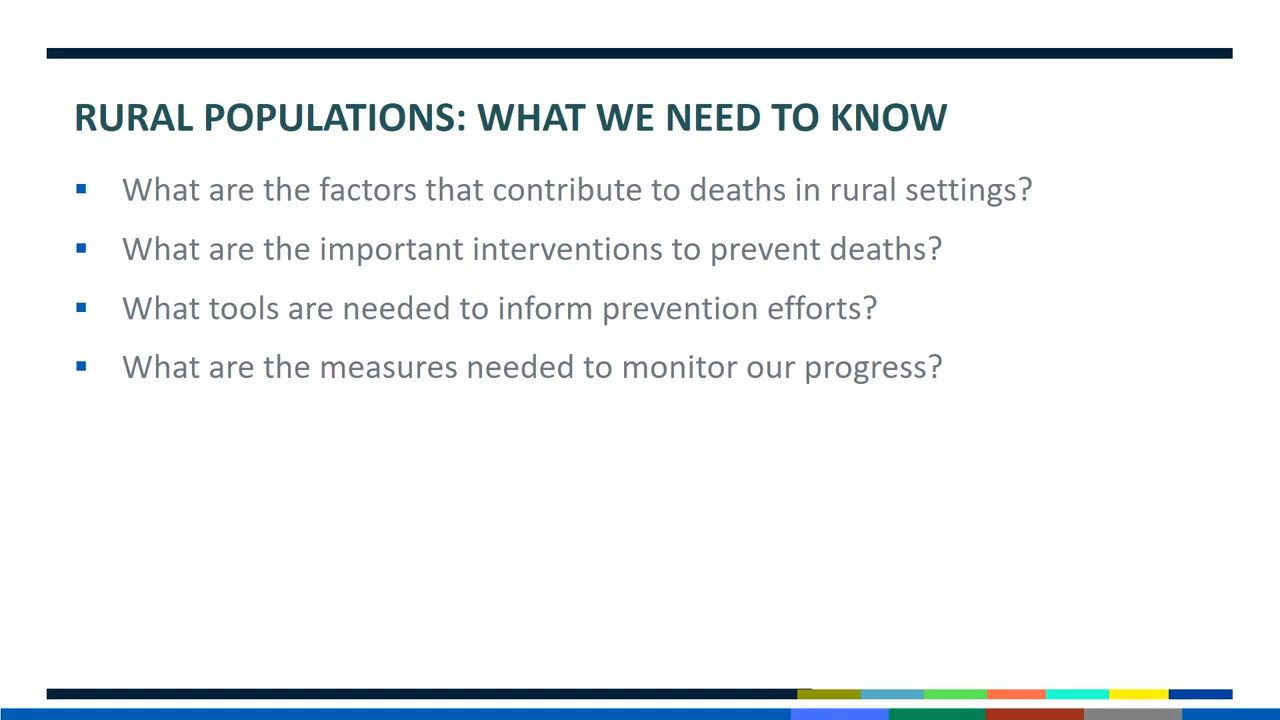 RURAL POPULATIONS: WHAT WE NEED TO KNOW
What are the factors that contribute to deaths in rural settings?
What are the important interventions to prevent deaths?
What tools are needed to inform prevention efforts?
What are the measures needed to monitor our progress?